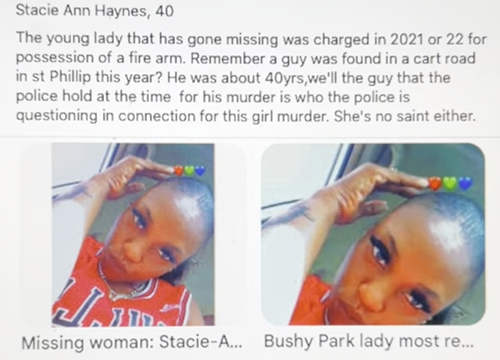 Stacie Ann Haynes, 40
The young lady that has gone missing was charged in 2021 or 22 for
possession of a fire arm. Remember a guy was found in a cart road
in st Phillip this year? He was about 40yrs,we'll the guy that the
police hold at the time for his murder is who the police is
questioning in connection for this girl murder. She's no saint either.
Missing woman: Stacie-A...
Bushy Park lady most re...